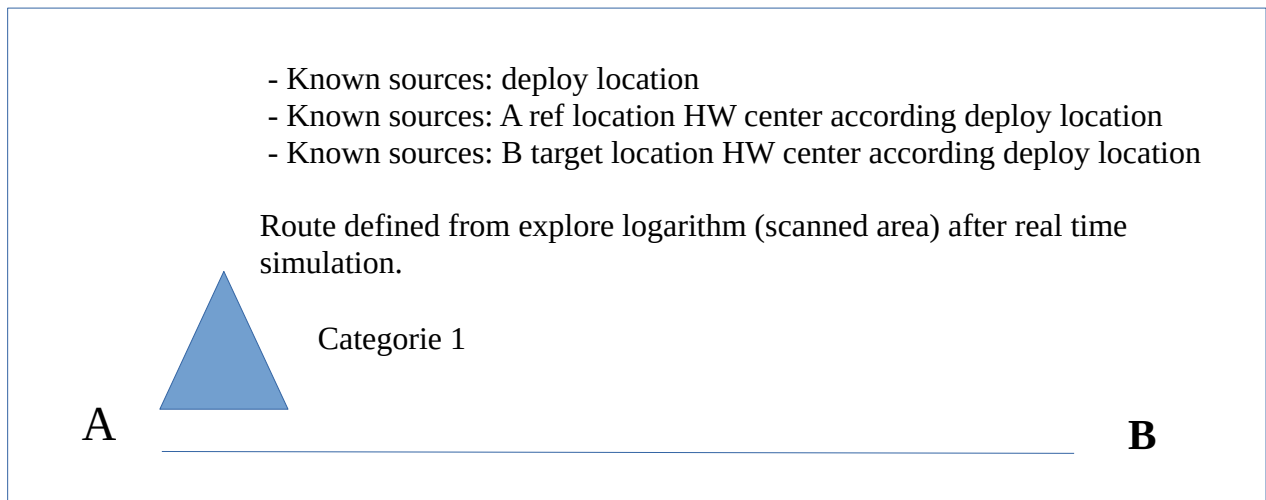 - Known sources: deploy location
- Known sources: A ref location HW center according deploy location
- Known sources: B target location HW center according deploy location
Route defined from explore logarithm (scanned area) after real time
simulation.
Categorie 1
A
B